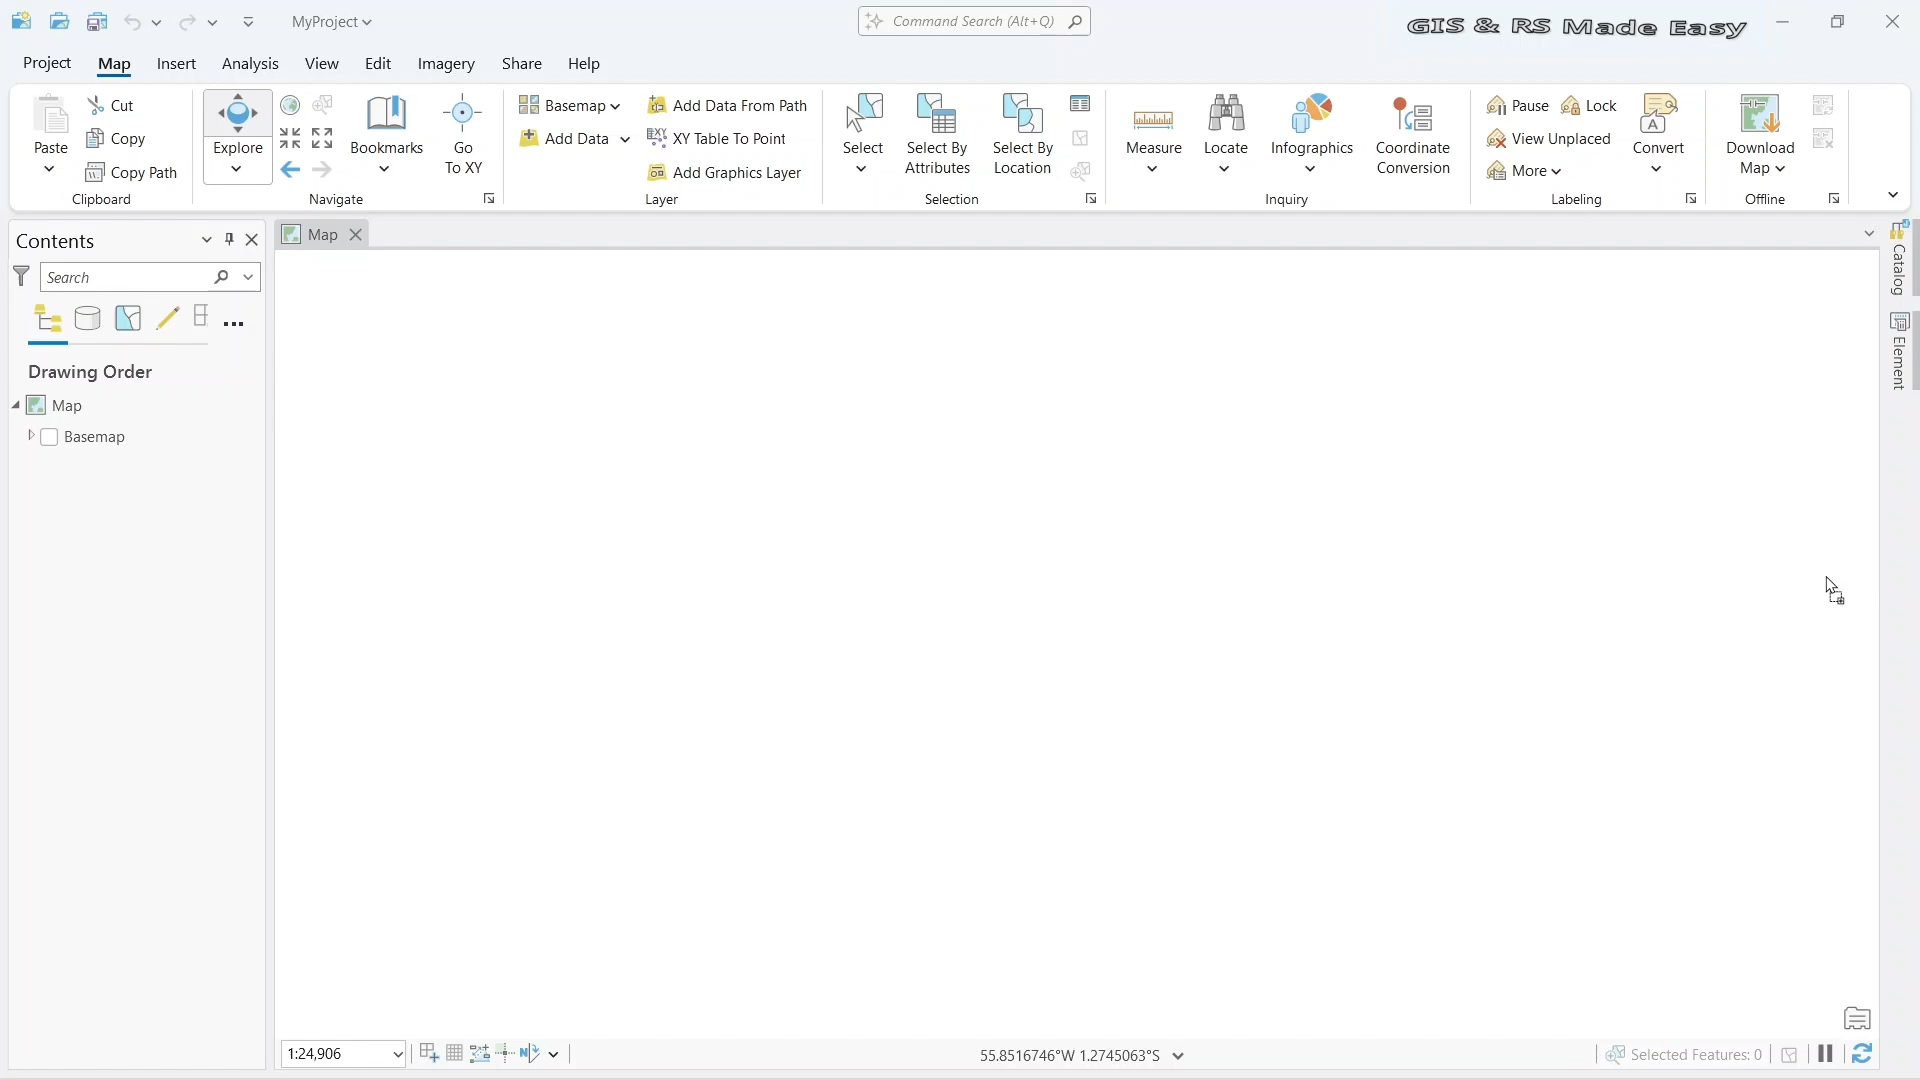 MyProject
Command Search (Alt+Q)
GIS & RS Made Easy
Project Map Insert Analysis View Edit Imagery Share Help
Paste
Cut
Copy
Copy Path
Clipboard
Explore
Bookmarks
Go
To XY
Navigate
Basemap
Add Data
Add Data From Path
XY Table To Point
Add Graphics Layer
Layer
Select
Select By
Attributes
Select By
Location
Selection
Measure
Locate
Infographics
Coordinate
Conversion
Inquiry
Pause Lock
View Unplaced
More
Convert
Labeling
Download
Map
Offline
Contents
Search
Drawing Order
Map
Basemap
Map
Catalog
Element
1:24,906
55.8516746°W 1.2745063°S
Selected Features: 0